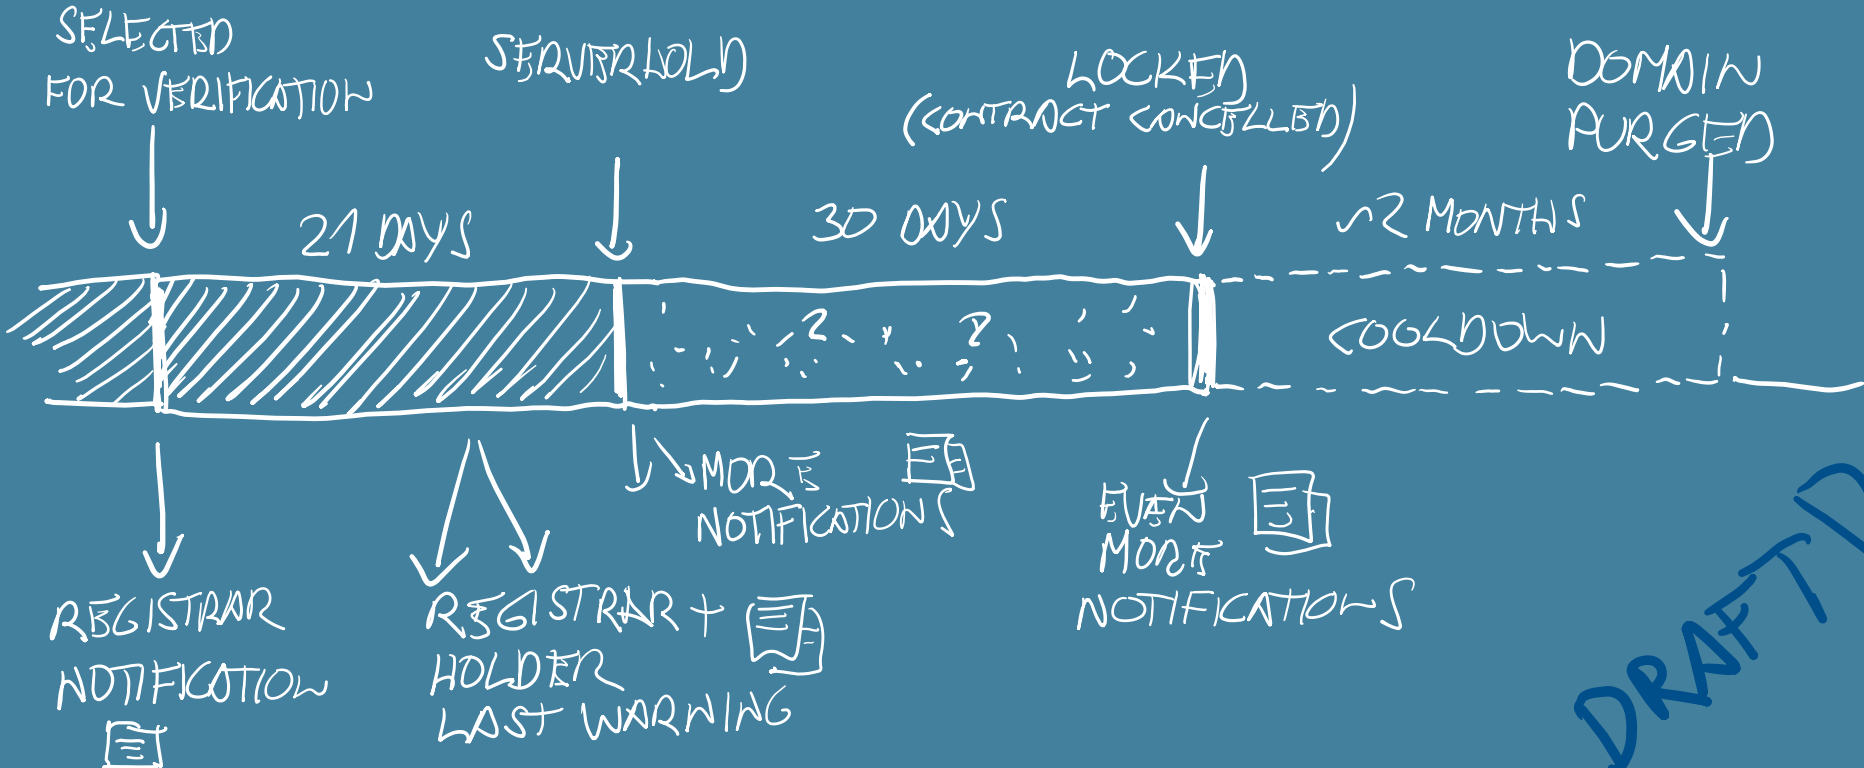 SELECTED
FOR VERIFICATION
SERVERHOLD
LOCKED
(CONTRACT CANCELLED)
DOMAIN
PURGED
21 DAYS
30 DAYS
~2 MONTHS
? ?
COOLDOWN
REGISTRAR
NOTIFICATION
REGISTRAR +
HOLDER
LAST WARNING
MORE
NOTIFICATIONS
EVEN
MORE
NOTIFICATIONS
DRAFT